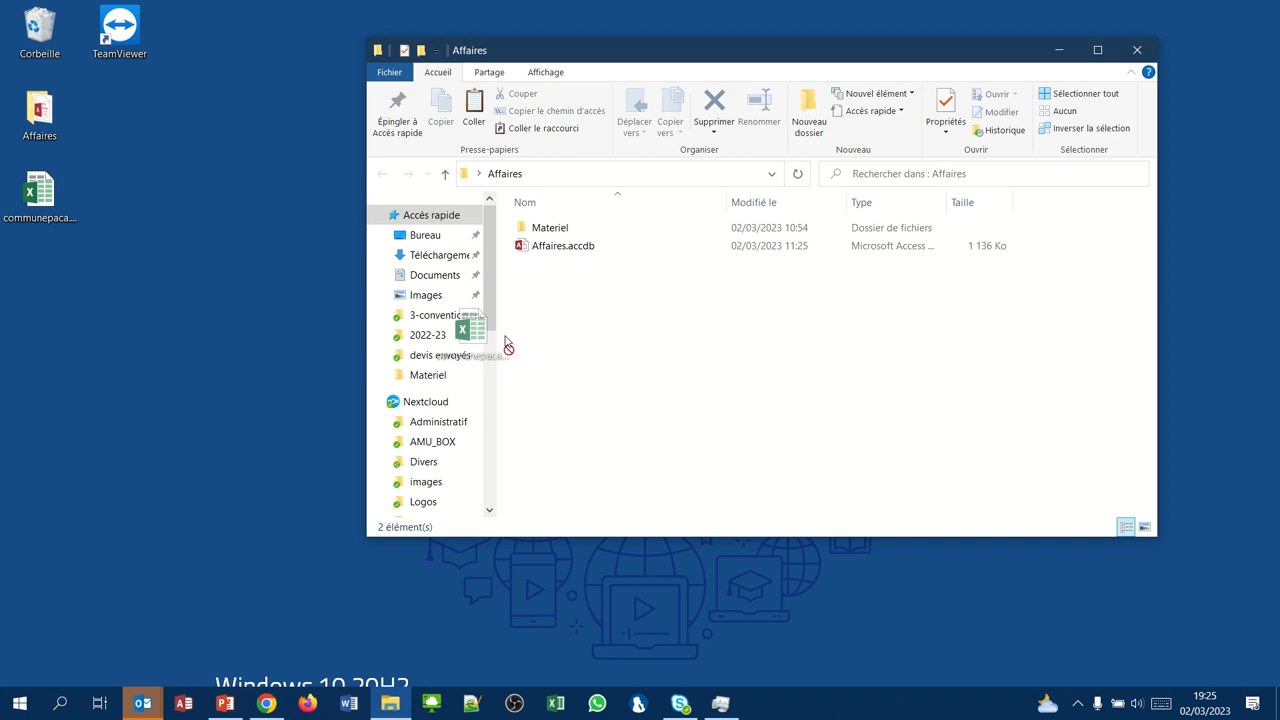 Corbeille
TeamViewer
Affaires
communepaca....
Affaires
Fichier
Accueil
Partage
Affichage
Épingler à
Accès rapide
Copier
Coller
Couper
Copier le chemin d'accès
Coller le raccourci
Presse-papiers
Déplacer
vers
Copier
vers
Supprimer
Renommer
Organiser
Nouveau
dossier
Nouvel élément
Accès rapide
Nouveau
Propriétés
Ouvrir
Modifier
Historique
Ouvrir
Sélectionner tout
Aucun
Inverser la sélection
Sélectionner
Affaires
Rechercher dans : Affaires
Nom
Modifié le
Type
Taille
Materiel
02/03/2023 10:54
Dossier de fichiers
Affaires.accdb
02/03/2023 11:25
Microsoft Access ...
1 136 Ko
Accès rapide
Bureau
Téléchargeme
Documents
Images
2022-23
devis envoyés
Materiel
Nextcloud
Administratif
AMU_BOX
Divers
images
Logos
2 élément(s)
Windows 10 20H2
19:25
02/03/2023